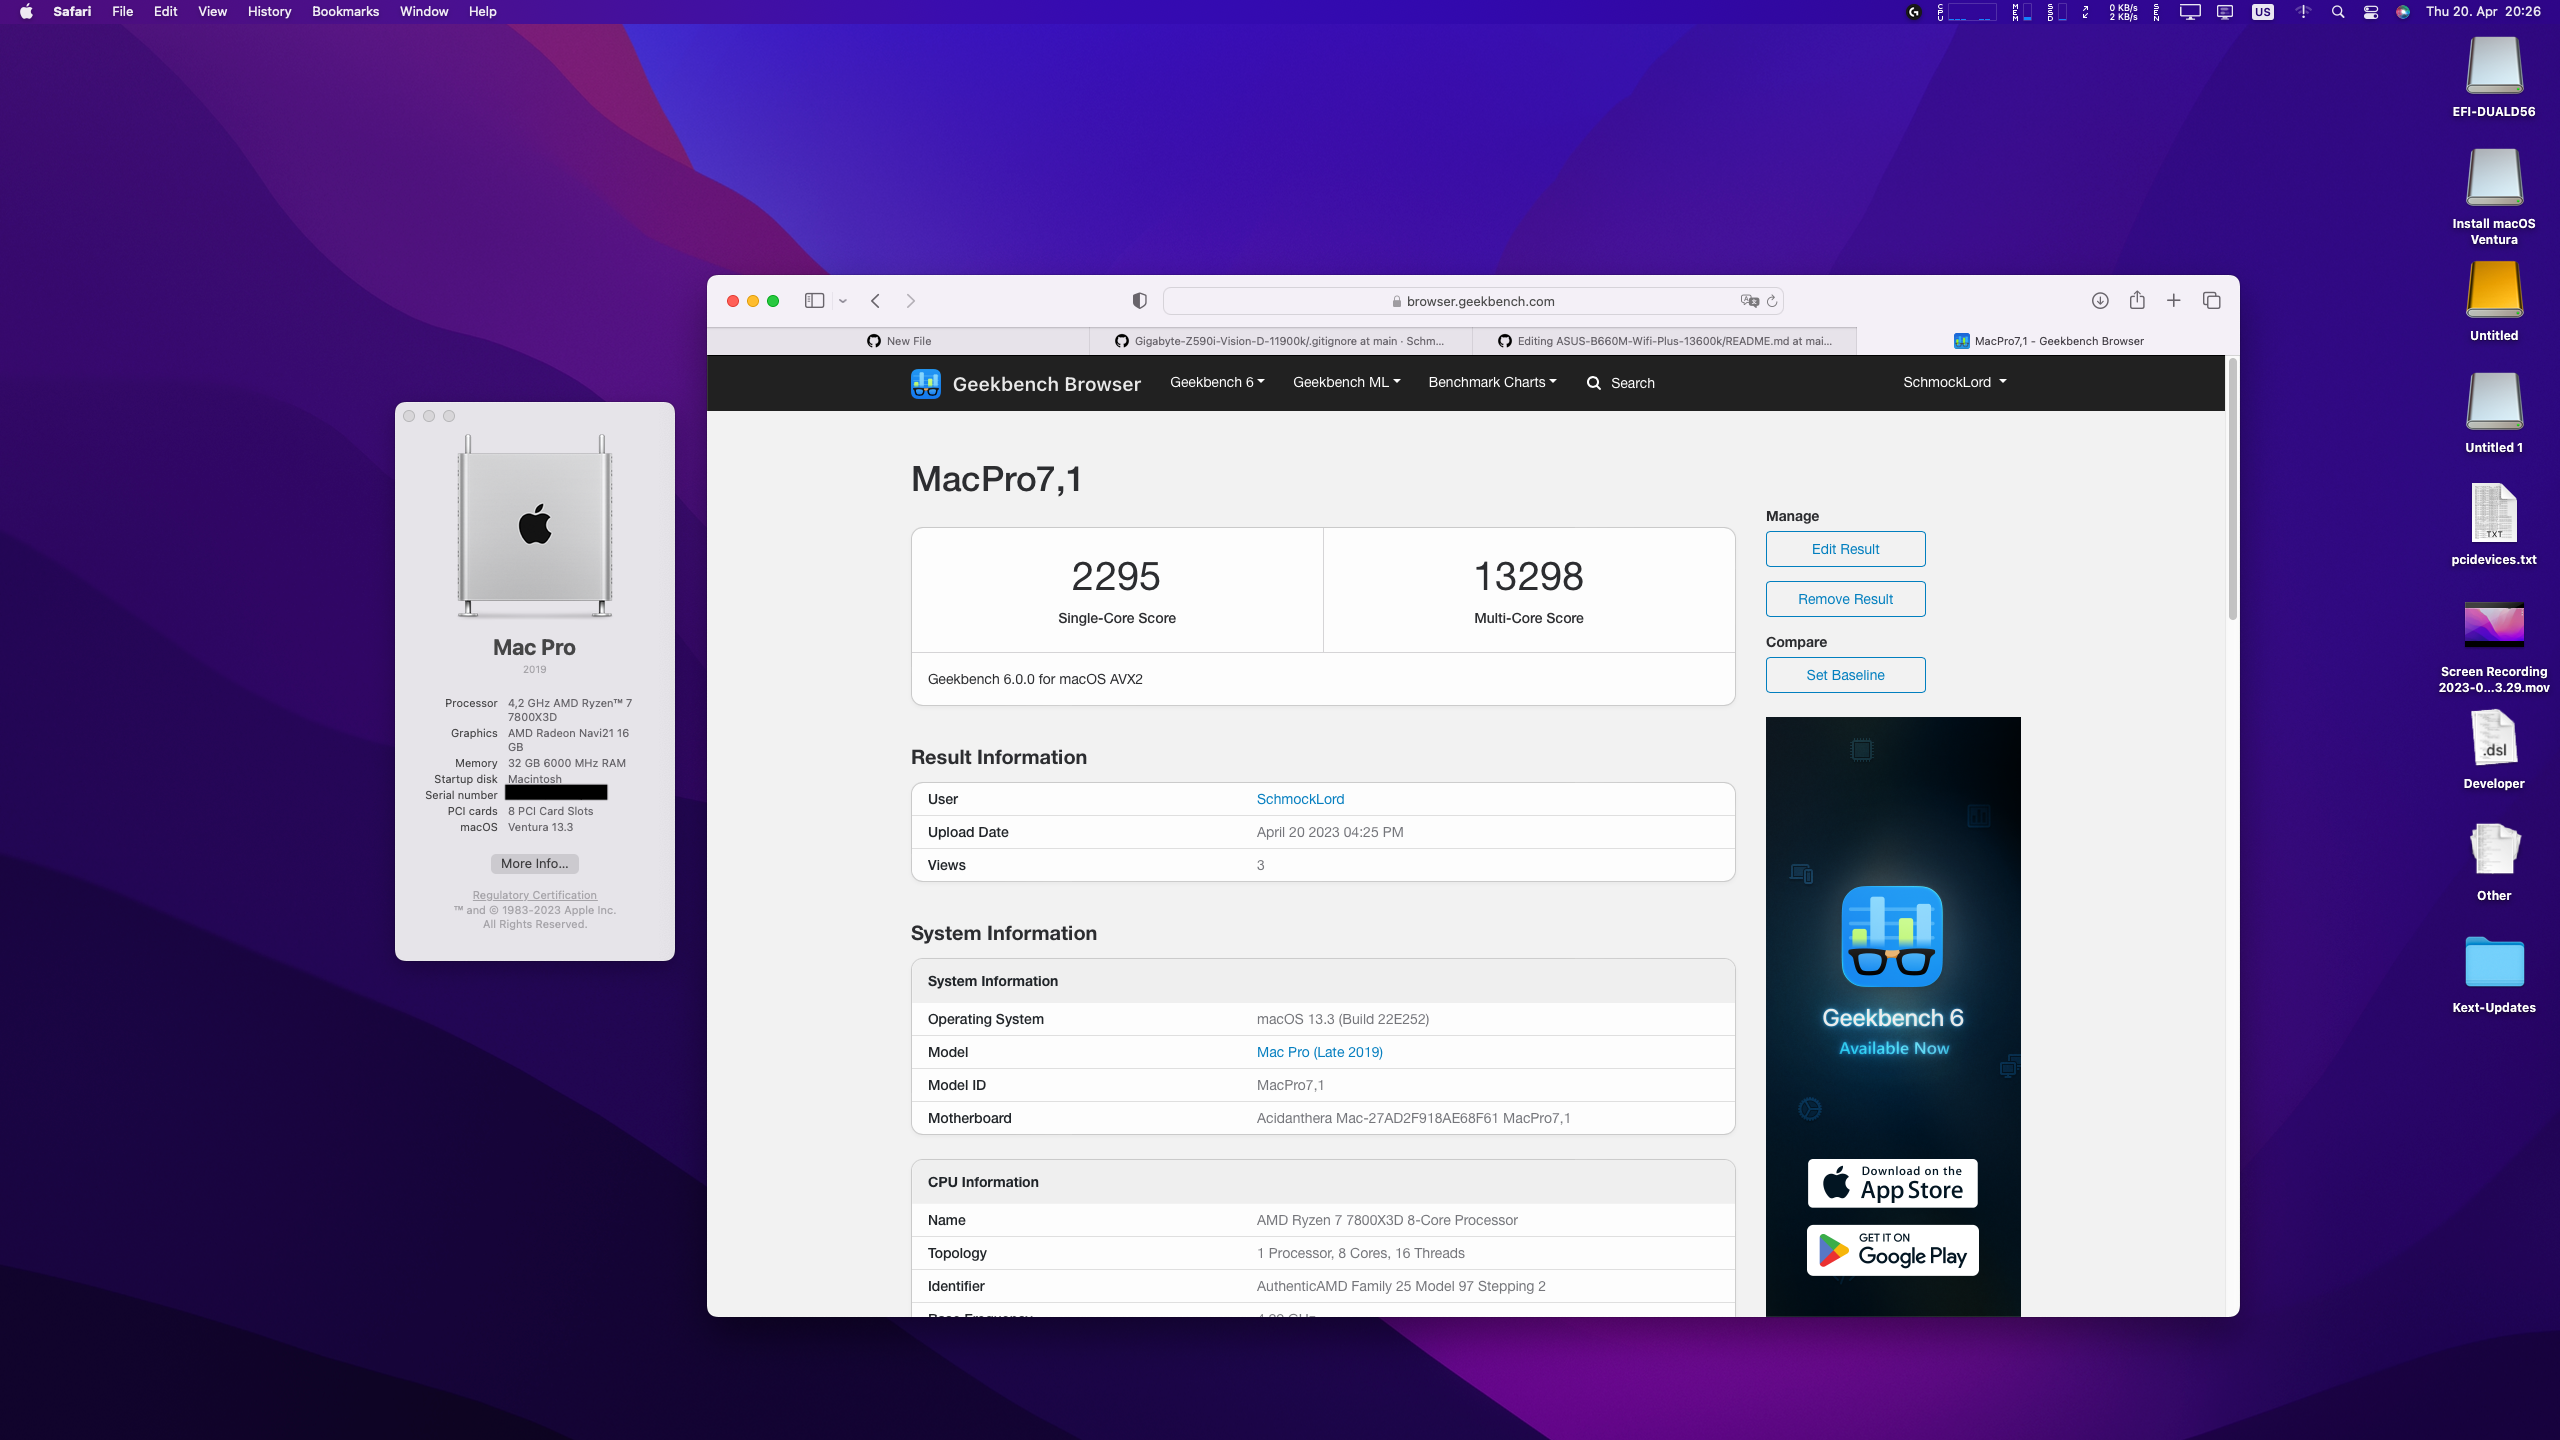 Safari File Edit View History Bookmarks Window Help
CPU MEM SSD 0 KB/s 2 KB/s SEN US Thu 20. Apr 20:26
EFI-DUALD56
Install macOS
Ventura
Untitled
Untitled 1
TXT
pcidevices.txt
Screen Recording
2023-0...3.29.mov
.dsl
Developer
Other
Kext-Updates
Mac Pro
2019
Processor 4,2 GHz AMD Ryzen™ 7
7800X3D
Graphics AMD Radeon Navi21 16
GB
Memory 32 GB 6000 MHz RAM
Startup disk Macintosh
Serial number
PCI cards 8 PCI Card Slots
macOS Ventura 13.3
More Info...
Regulatory Certification
™ and © 1983-2023 Apple Inc.
All Rights Reserved.
browser.geekbench.com
New File
Gigabyte-Z590i-Vision-D-11900k/.gitignore at main · Schm...
Editing ASUS-B660M-Wifi-Plus-13600k/README.md at mai...
MacPro7,1 - Geekbench Browser
Geekbench Browser Geekbench 6 Geekbench ML Benchmark Charts Search SchmockLord
MacPro7,1
2295
Single-Core Score
13298
Multi-Core Score
Geekbench 6.0.0 for macOS AVX2
Result Information
User SchmockLord
Upload Date April 20 2023 04:25 PM
Views 3
System Information
System Information
Operating System macOS 13.3 (Build 22E252)
Model Mac Pro (Late 2019)
Model ID MacPro7,1
Motherboard Acidanthera Mac-27AD2F918AE68F61 MacPro7,1
CPU Information
Name AMD Ryzen 7 7800X3D 8-Core Processor
Topology 1 Processor, 8 Cores, 16 Threads
Identifier AuthenticAMD Family 25 Model 97 Stepping 2
Manage
Edit Result
Remove Result
Compare
Set Baseline
Geekbench 6
Available Now
Download on the
App Store
GET IT ON
Google Play